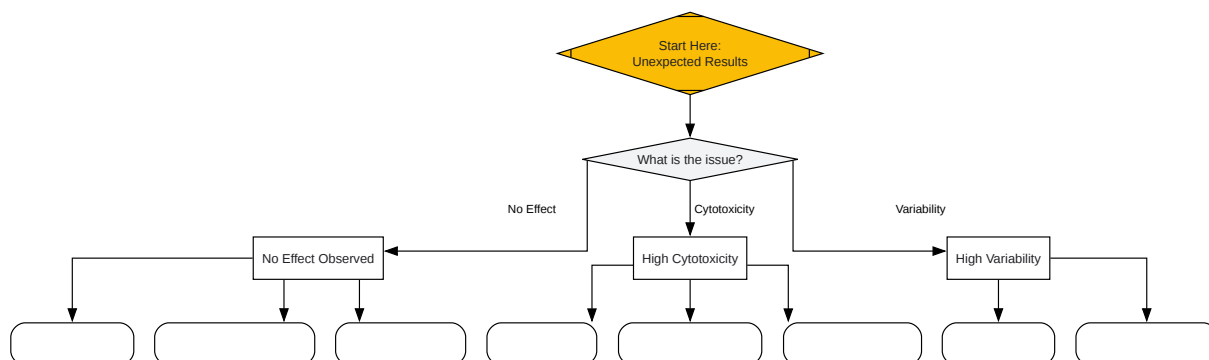 Start Here:
Unexpected Results
What is the issue?
No Effect
Cytotoxicity
Variability
No Effect Observed
High Cytotoxicity
High Variability